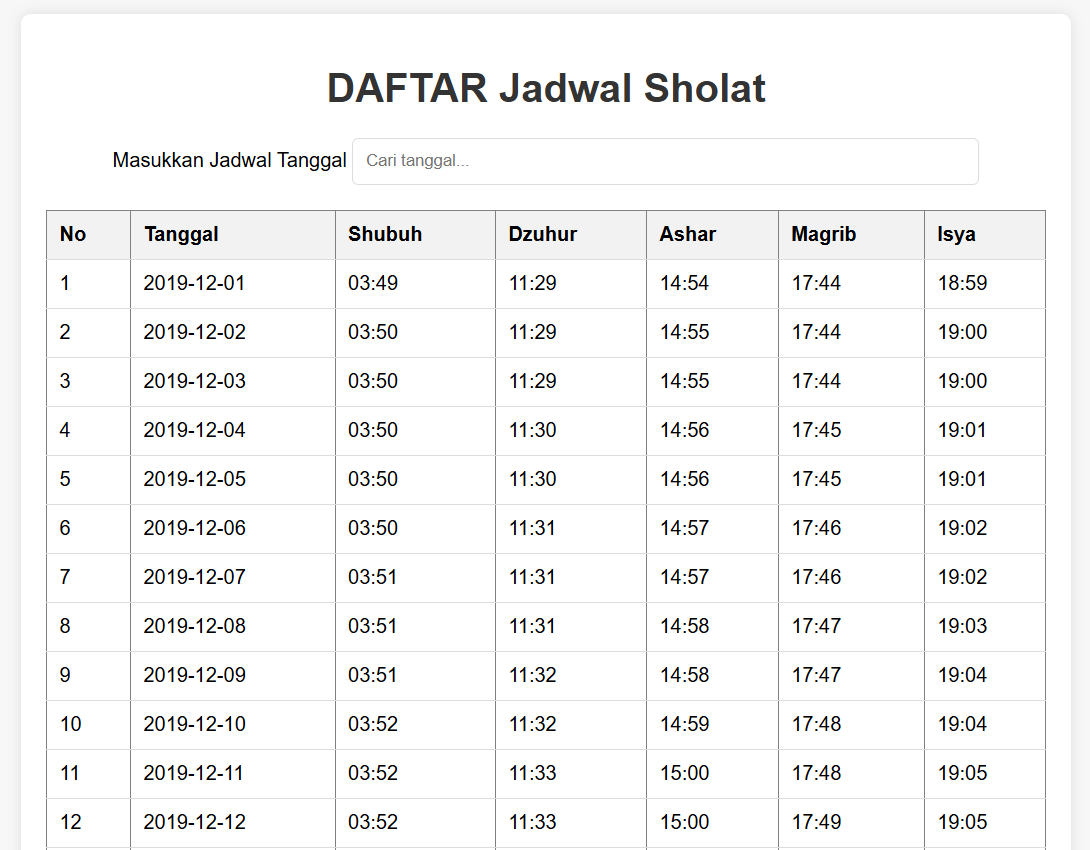 DAFTAR Jadwal Sholat
Masukkan Jadwal Tanggal Cari tanggal...
No Tanggal Shubuh Dzuhur Ashar Magrib Isya
1 2019-12-01 03:49 11:29 14:54 17:44 18:59
2 2019-12-02 03:50 11:29 14:55 17:44 19:00
3 2019-12-03 03:50 11:29 14:55 17:44 19:00
4 2019-12-04 03:50 11:30 14:56 17:45 19:01
5 2019-12-05 03:50 11:30 14:56 17:45 19:01
6 2019-12-06 03:50 11:31 14:57 17:46 19:02
7 2019-12-07 03:51 11:31 14:57 17:46 19:02
8 2019-12-08 03:51 11:31 14:58 17:47 19:03
9 2019-12-09 03:51 11:32 14:58 17:47 19:04
10 2019-12-10 03:52 11:32 14:59 17:48 19:04
11 2019-12-11 03:52 11:33 15:00 17:48 19:05
12 2019-12-12 03:52 11:33 15:00 17:49 19:05